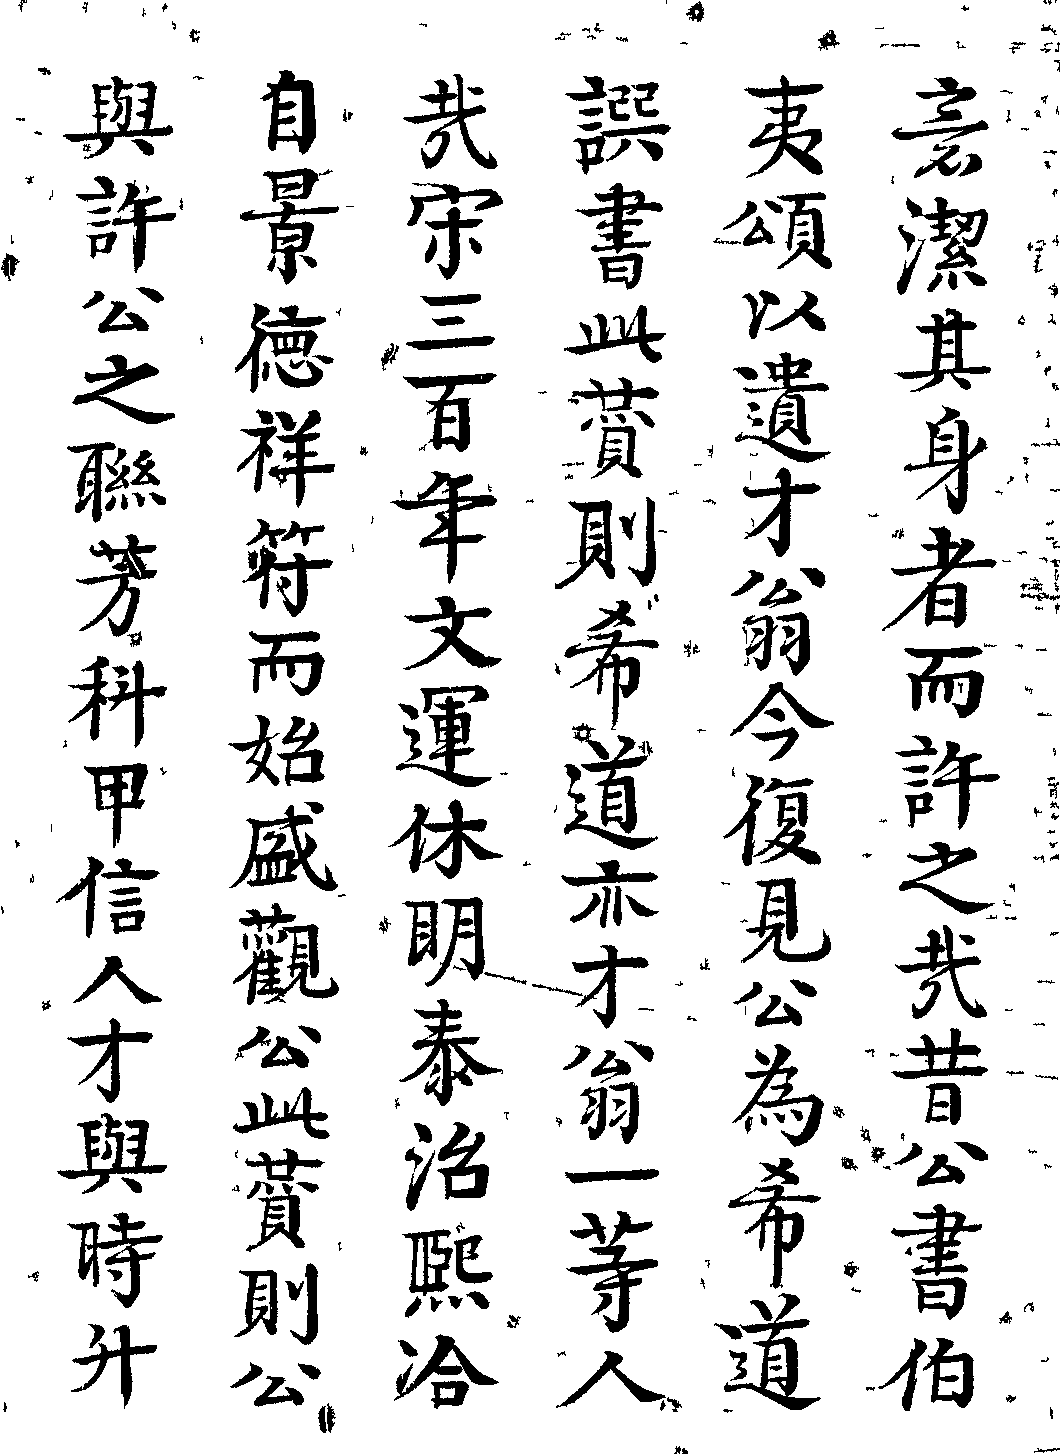 意潔其身者而許之哉昔公書伯
夷頌以遺才翁今復見公為希道
譔書此賛則希道亦才翁一等人
哉宋三百年文運休明泰治熙洽
自景德祥符而始盛觀公此賛則公
與許公之聯芳科甲信人才與時升